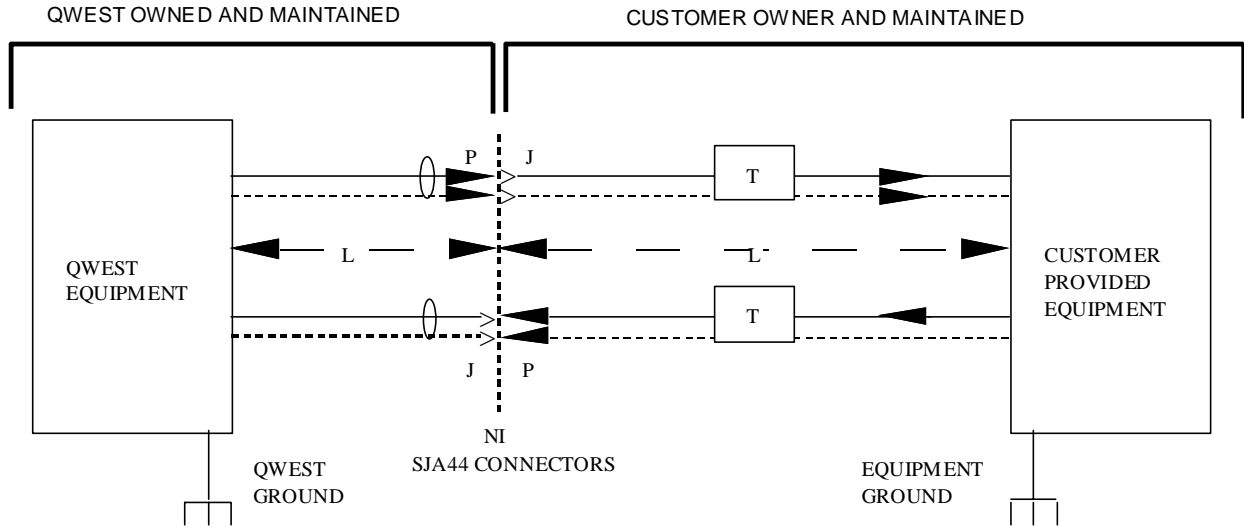 QWEST OWNED AND MAINTAINED
CUSTOMER OWNER AND MAINTAINED
P
J
T
QWEST
EQUIPMENT
L
L
CUSTOMER
PROVIDED
EQUIPMENT
T
J
P
NI
SJA44 CONNECTORS
QWEST
GROUND
EQUIPMENT
GROUND